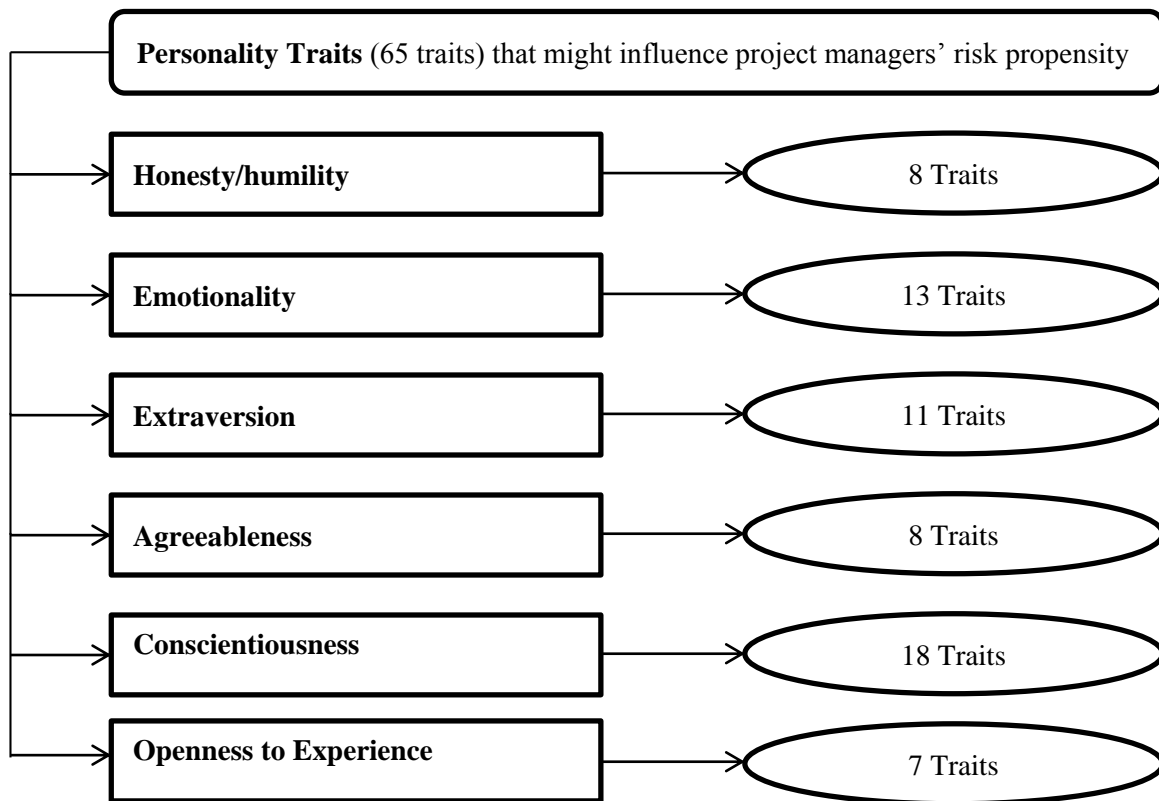 Personality Traits (65 traits) that might influence project managers’ risk propensity
Honesty/humility
8 Traits
Emotionality
13 Traits
Extraversion
11 Traits
Agreeableness
8 Traits
Conscientiousness
18 Traits
Openness to Experience
7 Traits